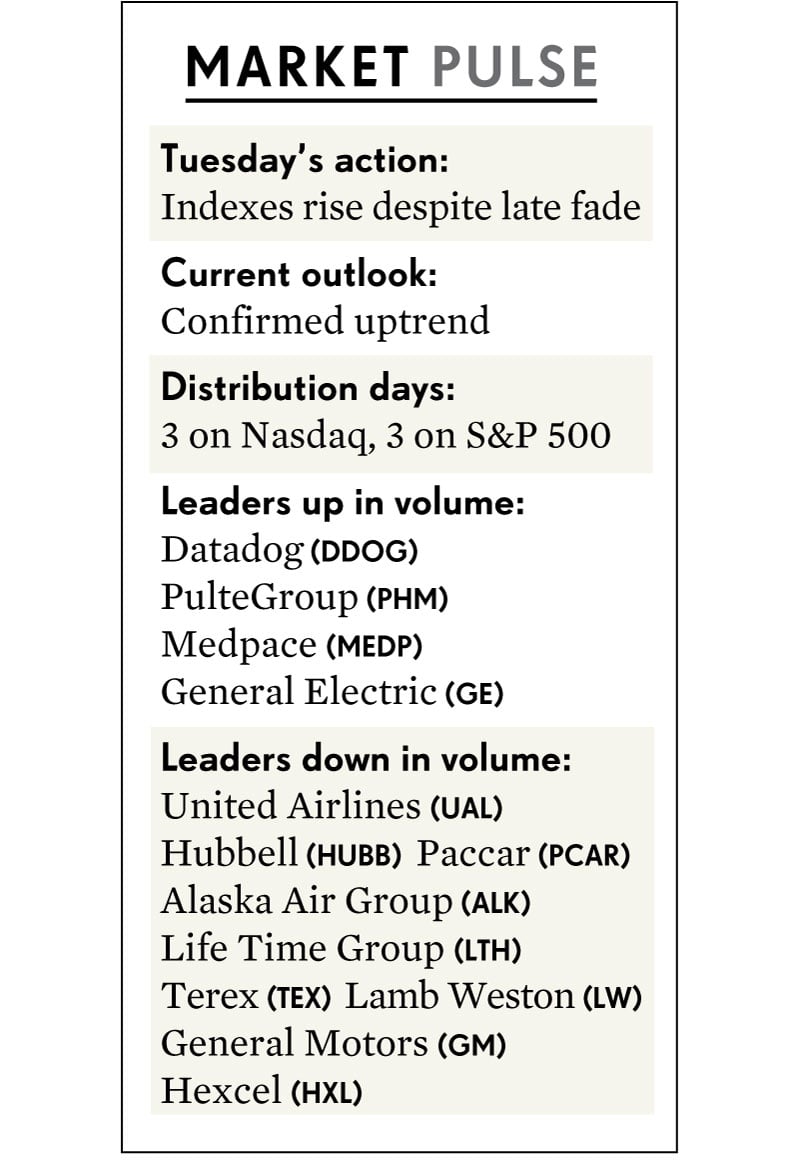 MARKET PULSE
Tuesday’s action:
Indexes rise despite late fade
Current outlook:
Confirmed uptrend
Distribution days:
3 on Nasdaq, 3 on S&P 500
Leaders up in volume:
Datadog (DDOG)
PulteGroup (PHM)
Medpace (MEDP)
General Electric (GE)
Leaders down in volume:
United Airlines (UAL)
Hubbell (HUBB) Paccar (PCAR)
Alaska Air Group (ALK)
Life Time Group (LTH)
Terex (TEX) Lamb Weston (LW)
General Motors (GM)
Hexcel (HXL)